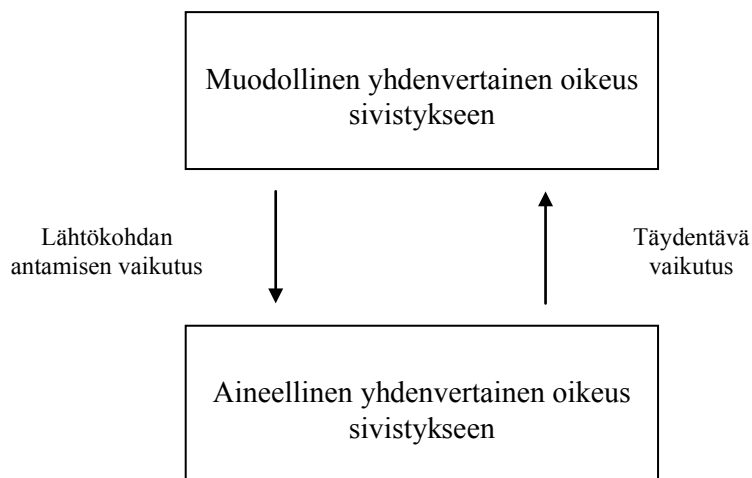 Muodollinen yhdenvertainen oikeus
sivistykseen
Lähtökohdan
antamisen vaikutus
Täydentävä
vaikutus
Aineellinen yhdenvertainen oikeus
sivistykseen